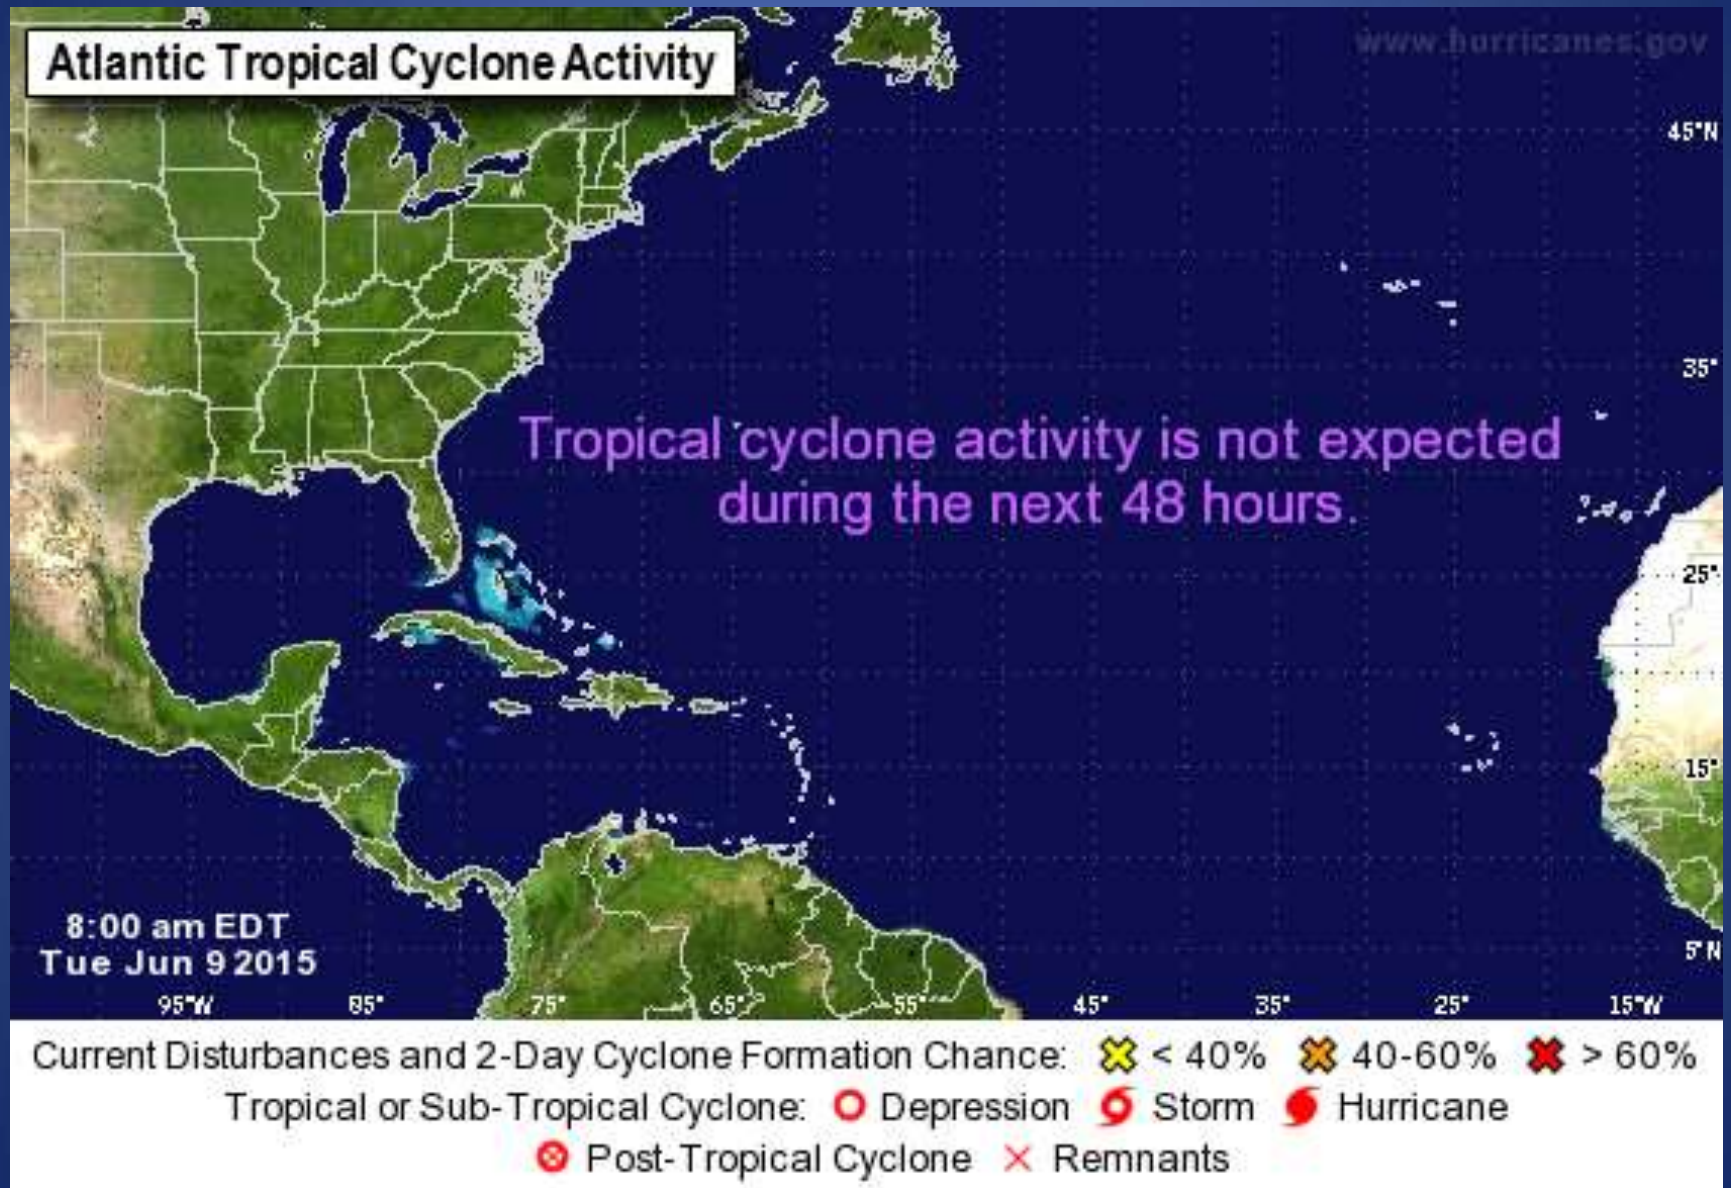 Atlantic Tropical Cyclone Activity
www.hurricanes.gov
45°N
35°
Tropical cyclone activity is not expected
during the next 48 hours.
25°
15°
8:00 am EDT
Tue Jun 9 2015
5°N
95°W 85° 75° 65° 55° 45° 35° 25° 15°W
Current Disturbances and 2-Day Cyclone Formation Chance: < 40% 40-60% > 60%
Tropical or Sub-Tropical Cyclone: Depression Storm Hurricane
Post-Tropical Cyclone Remnants